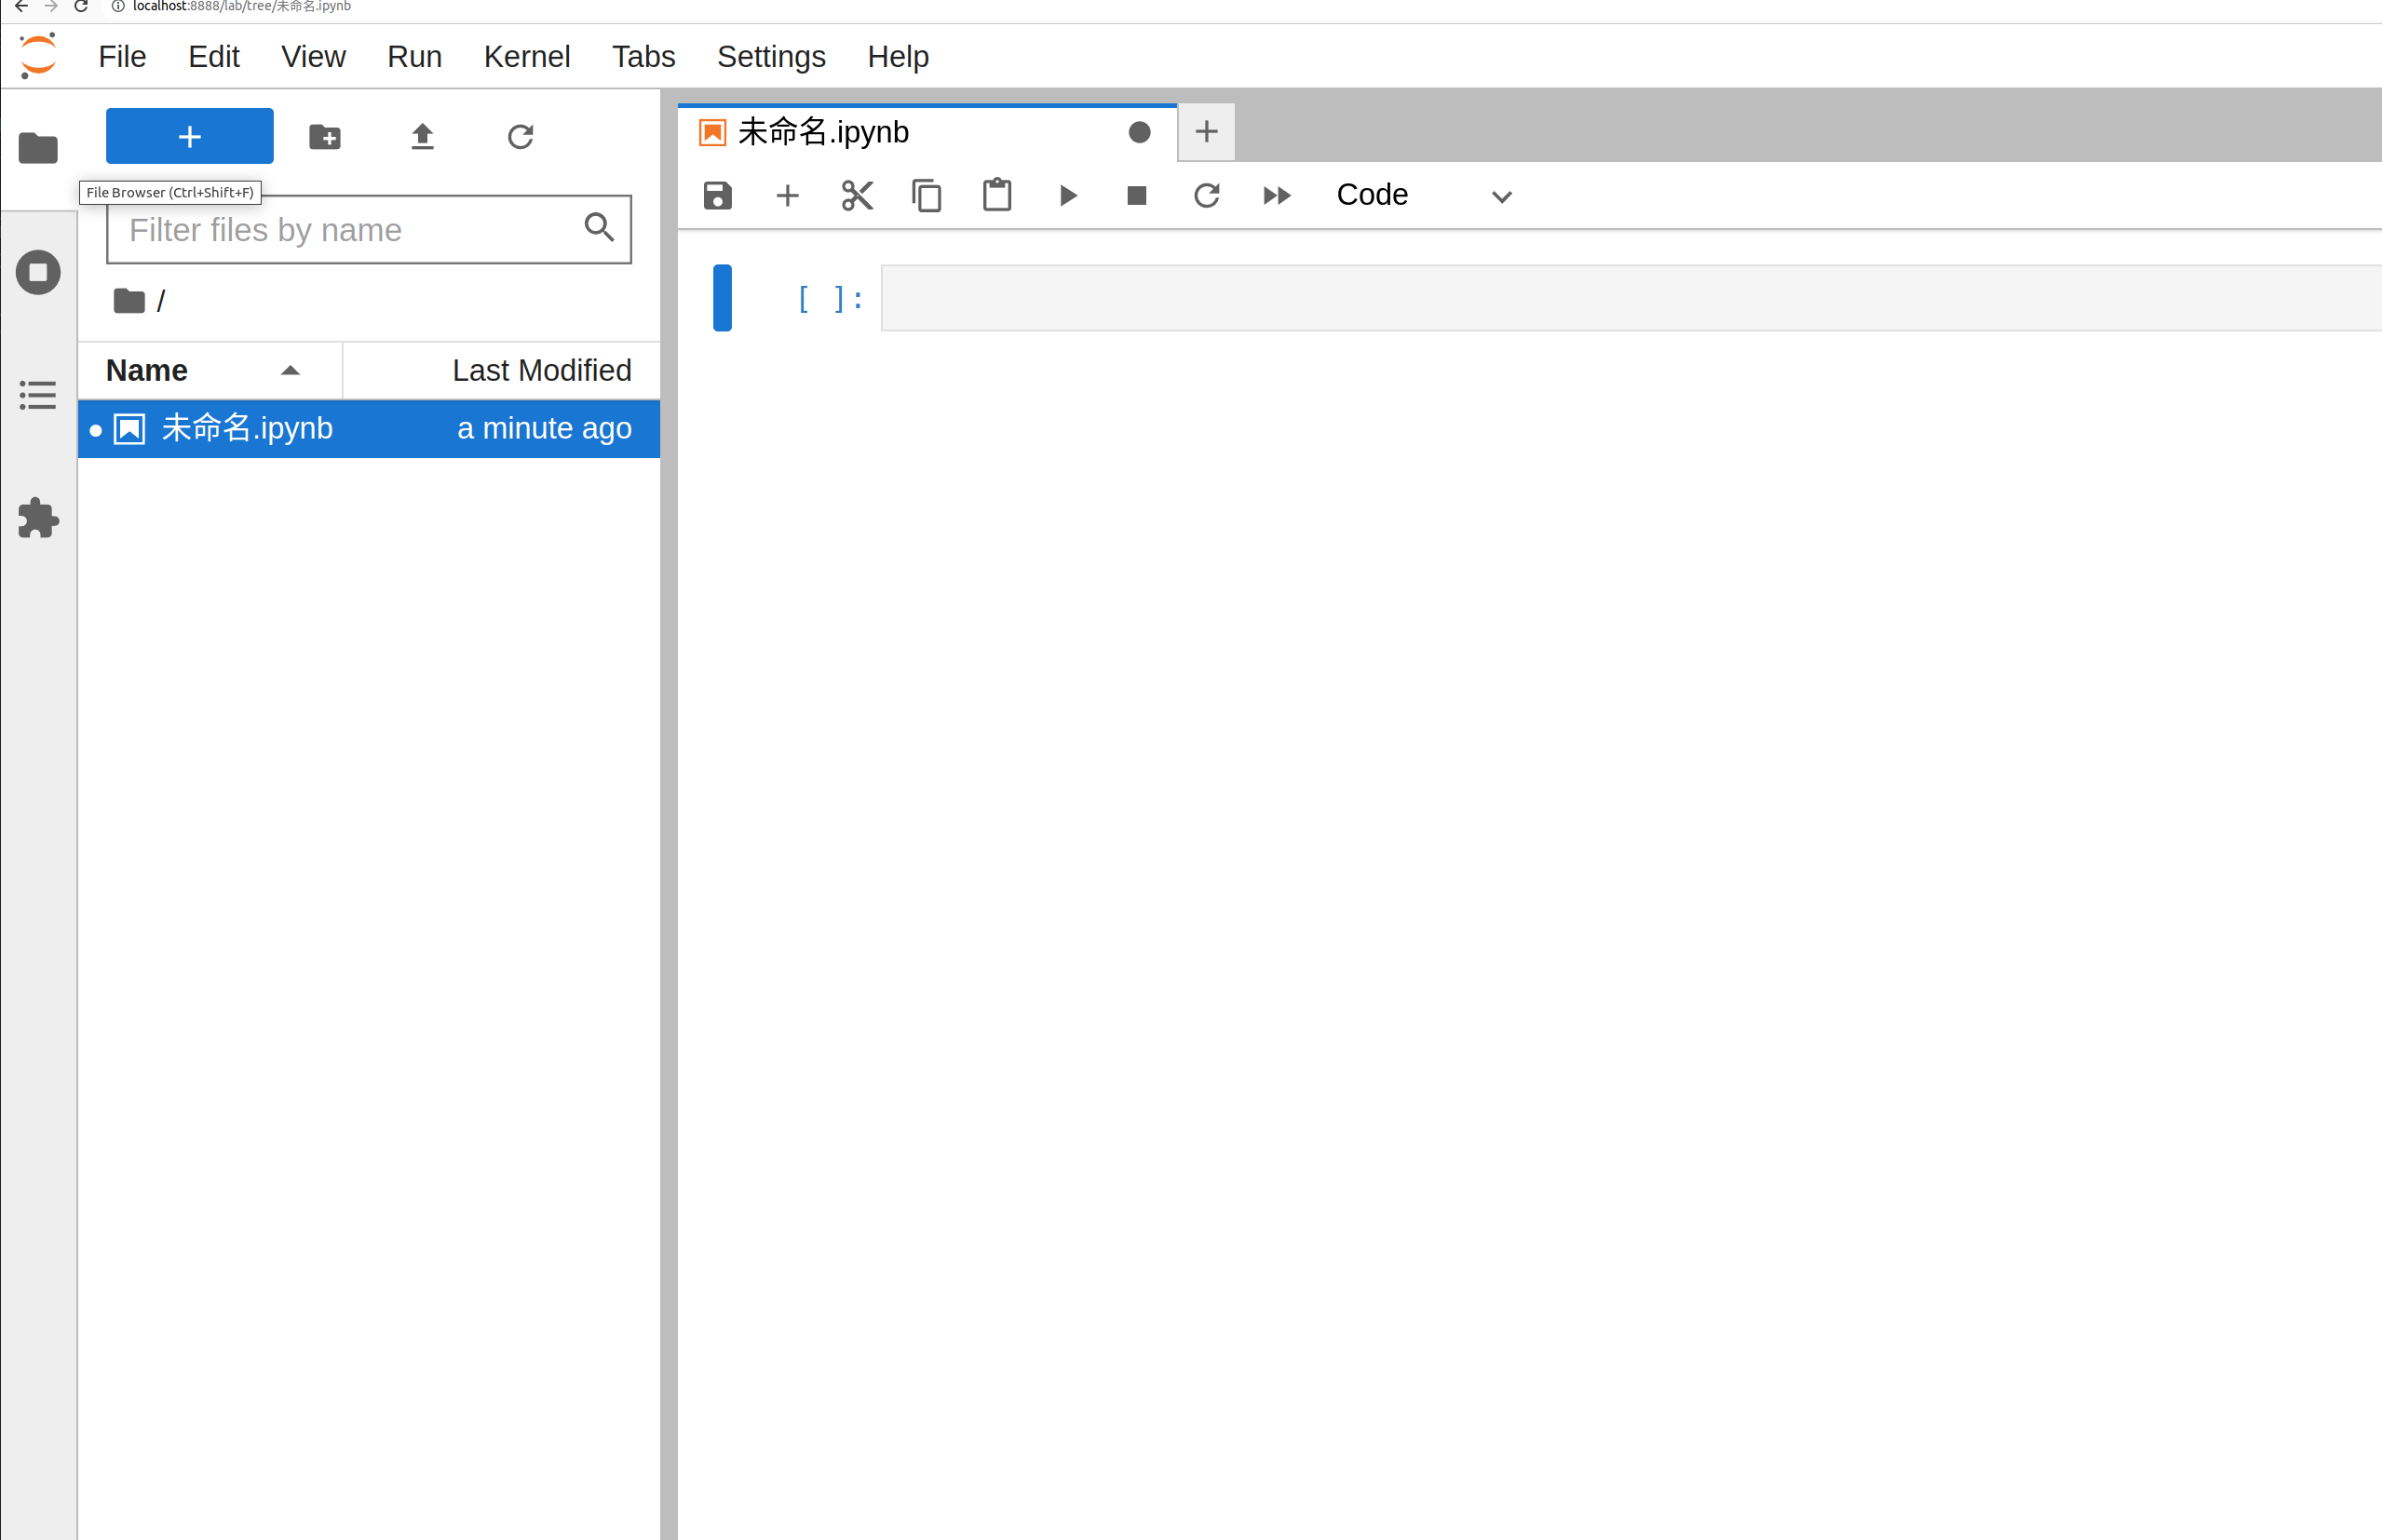 localhost:8888/lab/tree/未命名.ipynb
File Edit View Run Kernel Tabs Settings Help
未命名.ipynb
File Browser (Ctrl+Shift+F)
Code
Filter files by name
/
[ ]:
Name Last Modified
未命名.ipynb a minute ago